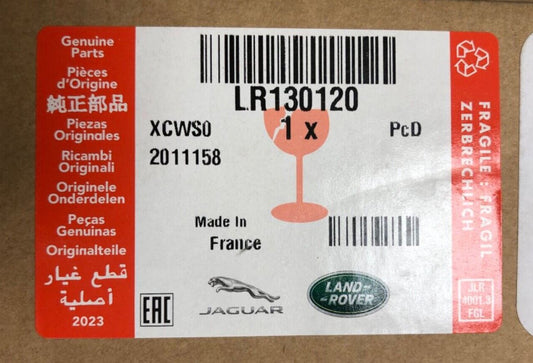 Genuine
Parts
Pièces
d'Origine
純正部品
Piezas
Originales
Ricambi
Originali
Originele
Onderdelen
Peças
Genuinas
Originalteile
قطع غيار
أصلية
2023
LR130120
XCWS0
1 x
PcD
2011158
Made In
France
EAC
JAGUAR
LAND-
-ROVER
FRAGILE : FRAGIL
ZERBRECHLICH
JLR
4001.3
FGL